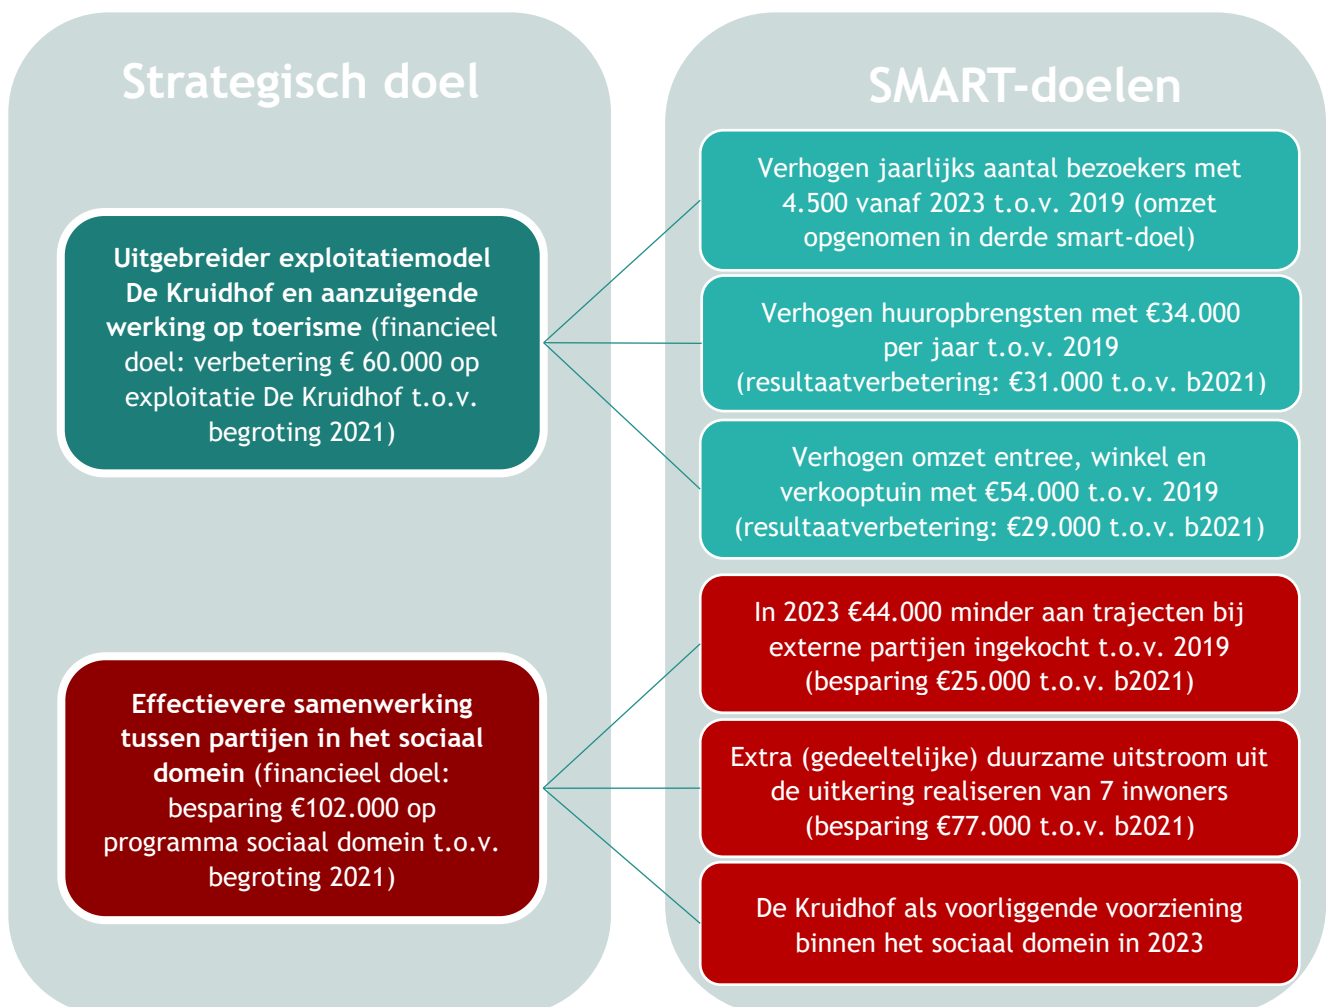 Strategisch doel
Uitgebreider exploitatiemodel
De Kruidhof en aanzuigende
werking op toerisme (financieel
doel: verbetering € 60.000 op
exploitatie De Kruidhof t.o.v.
begroting 2021)
Effectievere samenwerking
tussen partijen in het sociaal
domein (financieel doel:
besparing €102.000 op
programma sociaal domein t.o.v.
begroting 2021)
SMART-doelen
Verhogen jaarlijks aantal bezoekers met
4.500 vanaf 2023 t.o.v. 2019 (omzet
opgenomen in derde smart-doel)
Verhogen huuropbrengsten met €34.000
per jaar t.o.v. 2019
(resultaatverbetering: €31.000 t.o.v. b2021)
Verhogen omzet entree, winkel en
verkooptuin met €54.000 t.o.v. 2019
(resultaatverbetering: €29.000 t.o.v. b2021)
In 2023 €44.000 minder aan trajecten bij
externe partijen ingekocht t.o.v. 2019
(besparing €25.000 t.o.v. b2021)
Extra (gedeeltelijke) duurzame uitstroom uit
de uitkering realiseren van 7 inwoners
(besparing €77.000 t.o.v. b2021)
De Kruidhof als voorliggende voorziening
binnen het sociaal domein in 2023